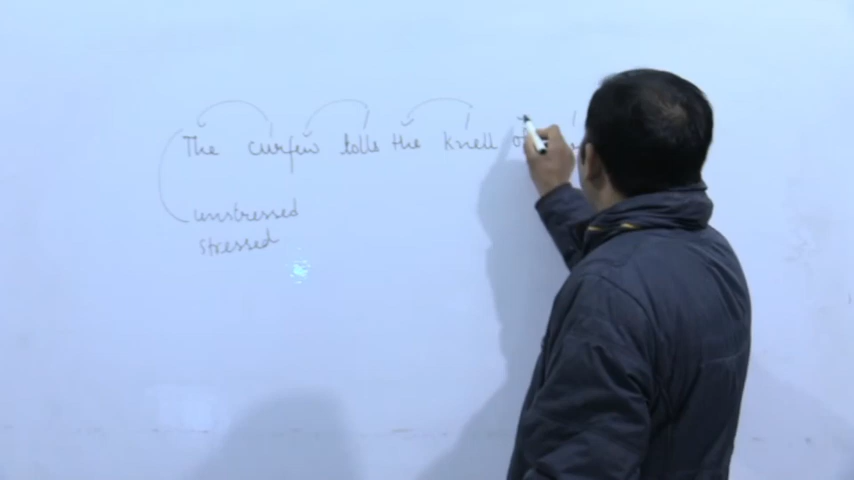 The curfew tolls the knell of
unstressed
stressed